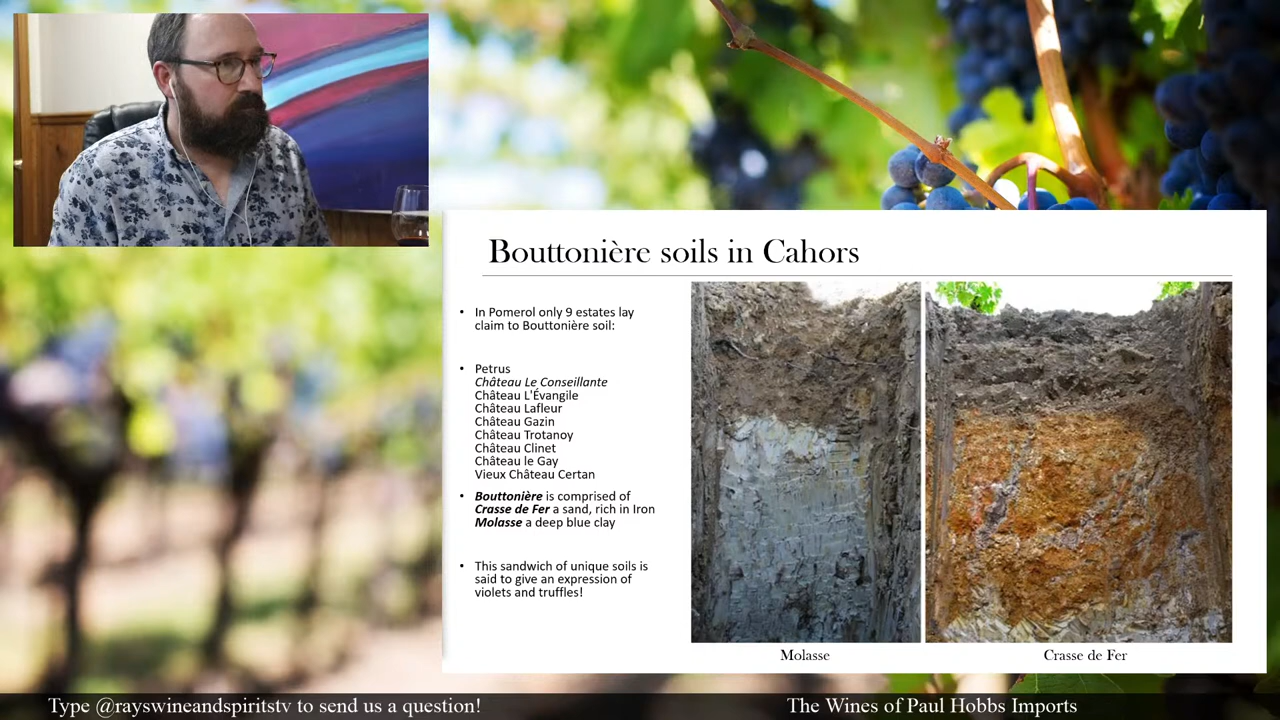 Bouttonière soils in Cahors
• In Pomerol only 9 estates lay
claim to Bouttonière soil:
• Petrus
Château Le Conseillante
Château L'Évangile
Château Lafleur
Château Gazin
Château Trotanoy
Château Clinet
Château le Gay
Vieux Château Certan
• Bouttonière is comprised of
Crasse de Fer a sand, rich in Iron
Molasse a deep blue clay
• This sandwich of unique soils is
said to give an expression of
violets and truffles!
Molasse
Crasse de Fer
Type @rayswineandspiritstv to send us a question!
The Wines of Paul Hobbs Imports